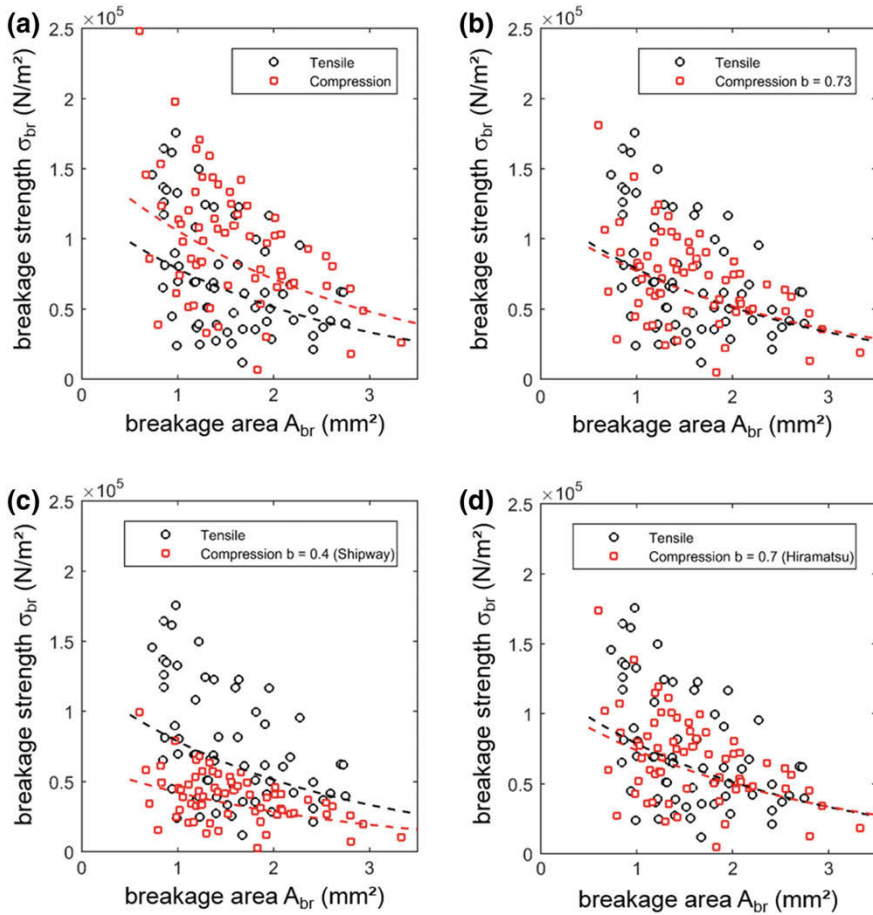 (a)
×10⁵
2.5
2
1.5
1
0.5
0
breakage strength σbr (N/m²)
Tensile
Compression
0 1 2 3
breakage area Abr (mm²)
(b)
×10⁵
2.5
2
1.5
1
0.5
0
breakage strength σbr (N/m²)
Tensile
Compression b = 0.73
0 1 2 3
breakage area Abr (mm²)
(c)
×10⁵
2.5
2
1.5
1
0.5
0
breakage strength σbr (N/m²)
Tensile
Compression b = 0.4 (Shipway)
0 1 2 3
breakage area Abr (mm²)
(d)
×10⁵
2.5
2
1.5
1
0.5
0
breakage strength σbr (N/m²)
Tensile
Compression b = 0.7 (Hiramatsu)
0 1 2 3
breakage area Abr (mm²)